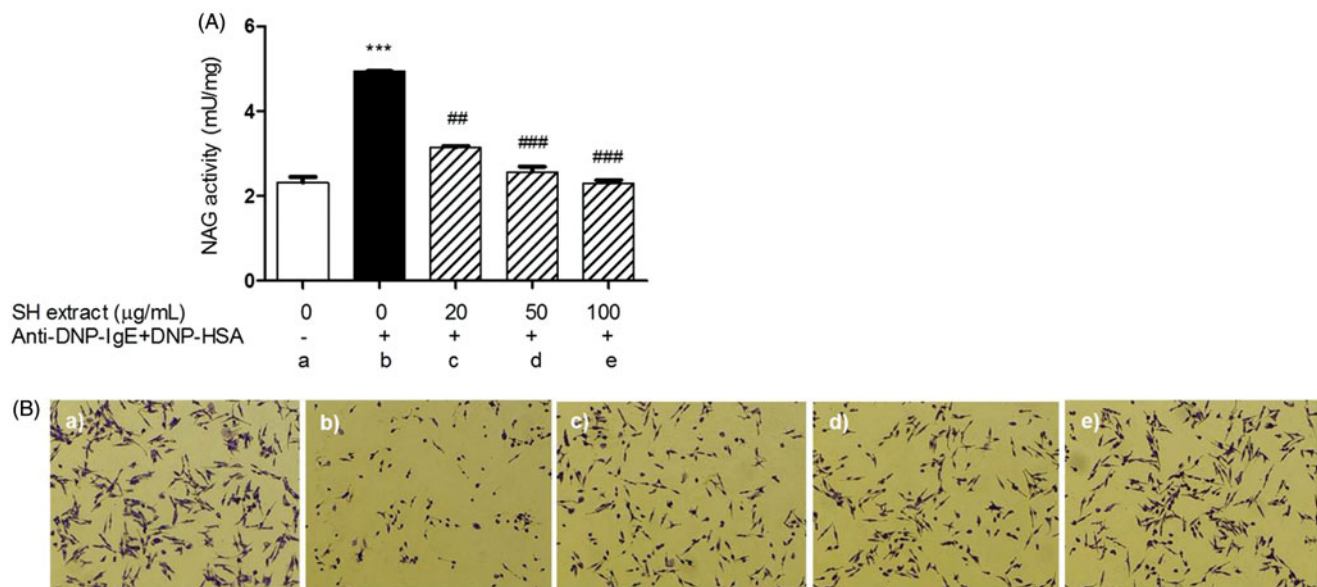 (A)
NAG activity (mU/mg)
6
4
2
0
***
##
###
###
SH extract (μg/mL) 0 0 20 50 100
Anti-DNP-IgE+DNP-HSA - + + + +
a b c d e
(B)
a) b) c) d) e)